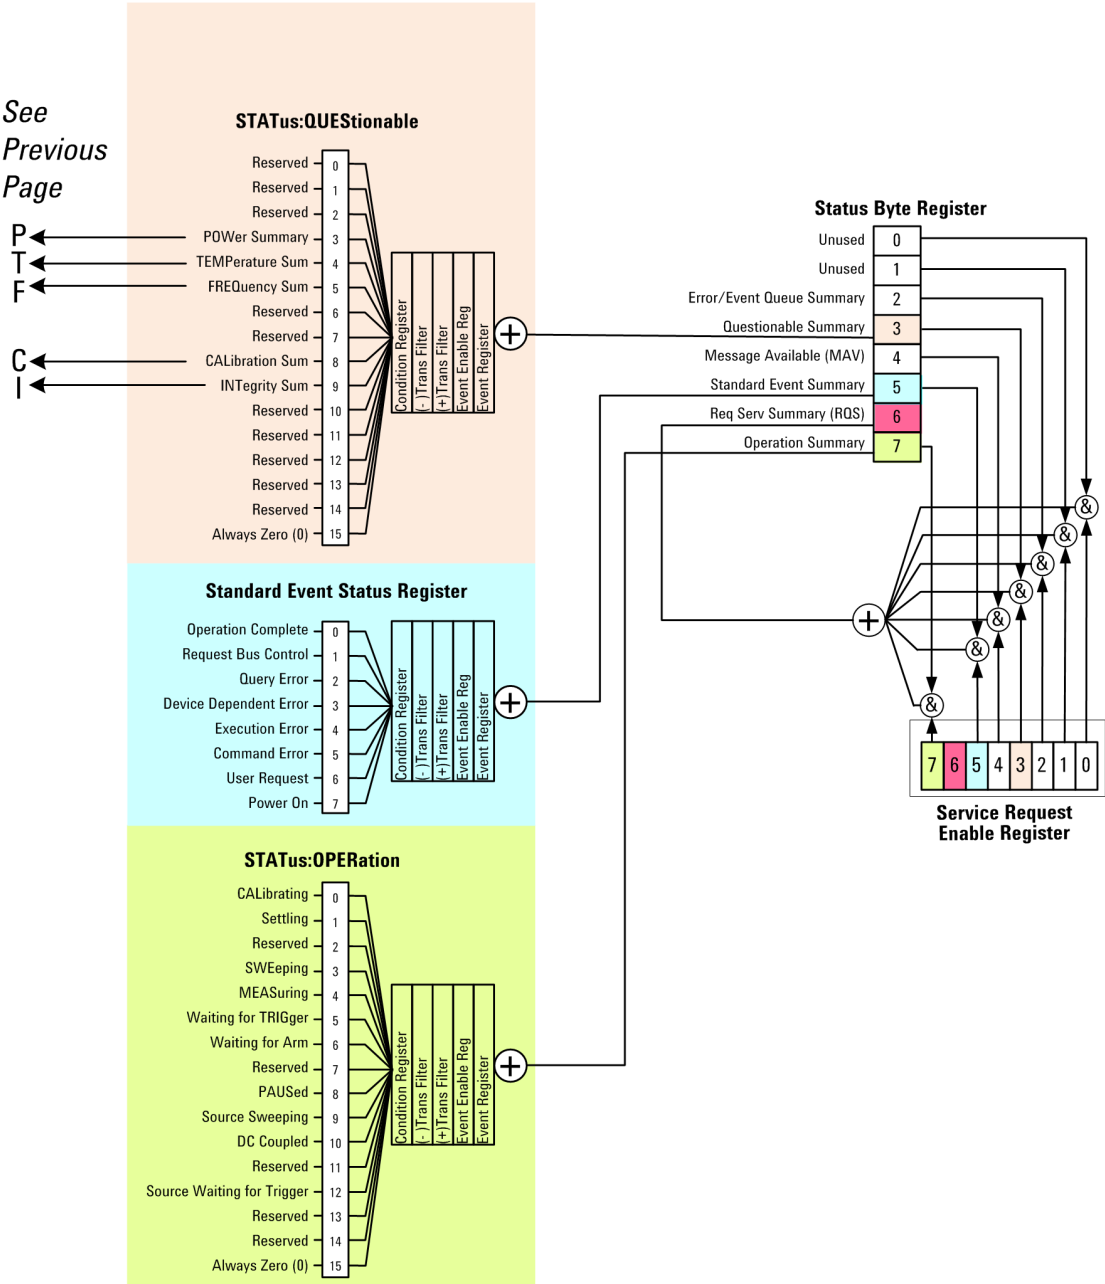 See
Previous
Page
P
T
F
C
I
STATus:QUEStionable
Reserved 0
Reserved 1
Reserved 2
POWer Summary 3
TEMPerature Sum 4
FREQuency Sum 5
Reserved 6
Reserved 7
CALibration Sum 8
INTegrity Sum 9
Reserved 10
Reserved 11
Reserved 12
Reserved 13
Reserved 14
Always Zero (0) 15
Condition Register
(-)Trans Filter
(+)Trans Filter
Event Enable Reg
Event Register
+
Standard Event Status Register
Operation Complete 0
Request Bus Control 1
Query Error 2
Device Dependent Error 3
Execution Error 4
Command Error 5
User Request 6
Power On 7
Condition Register
(-)Trans Filter
(+)Trans Filter
Event Enable Reg
Event Register
+
STATus:OPERation
CALibrating 0
Settling 1
Reserved 2
SWEeping 3
MEASuring 4
Waiting for TRIGger 5
Waiting for Arm 6
Reserved 7
PAUSed 8
Source Sweeping 9
DC Coupled 10
Reserved 11
Source Waiting for Trigger 12
Reserved 13
Reserved 14
Always Zero (0) 15
Condition Register
(-)Trans Filter
(+)Trans Filter
Event Enable Reg
Event Register
+
Status Byte Register
Unused 0
Unused 1
Error/Event Queue Summary 2
Questionable Summary 3
Message Available (MAV) 4
Standard Event Summary 5
Req Serv Summary (RQS) 6
Operation Summary 7
&
&
&
&
&
&
&
+
7 6 5 4 3 2 1 0
Service Request
Enable Register